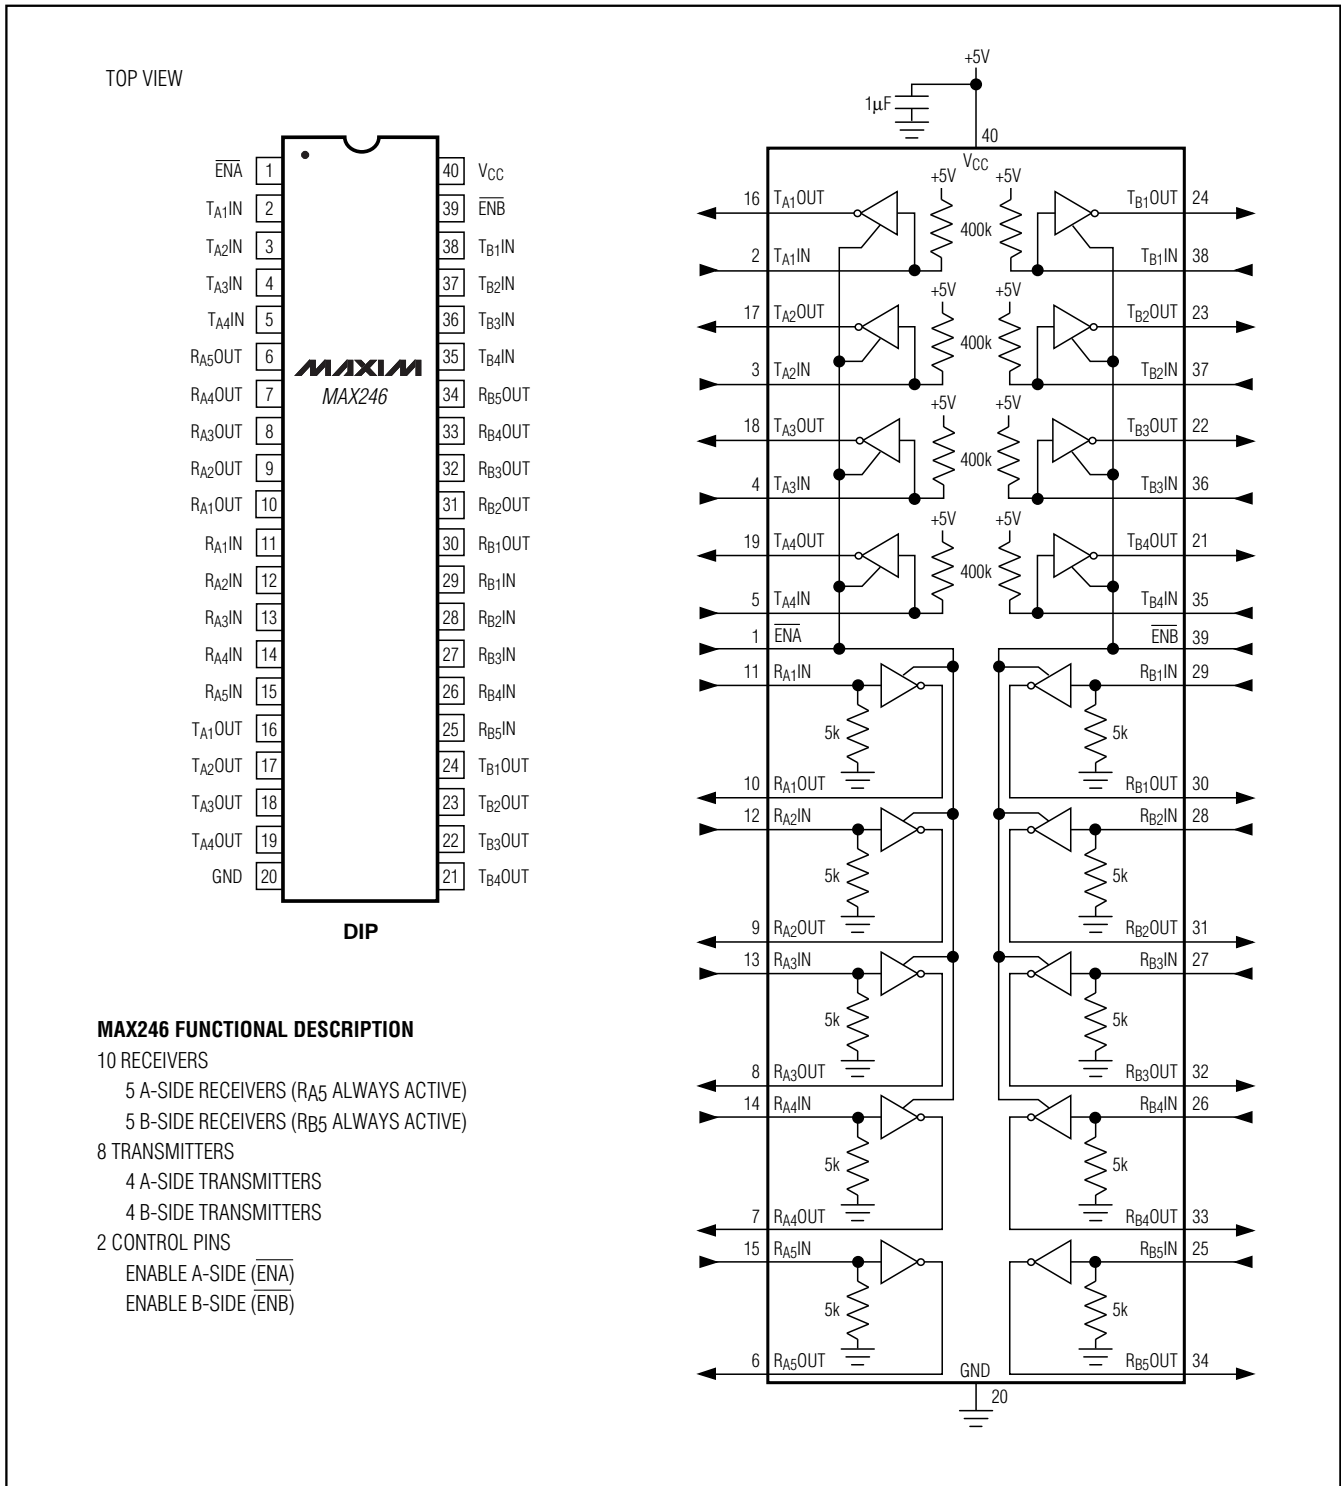 TOP VIEW
ENA 1
TA1IN 2
TA2IN 3
TA3IN 4
TA4IN 5
RA5OUT 6
RA4OUT 7
RA3OUT 8
RA2OUT 9
RA1OUT 10
RA1IN 11
RA2IN 12
RA3IN 13
RA4IN 14
RA5IN 15
TA1OUT 16
TA2OUT 17
TA3OUT 18
TA4OUT 19
GND 20
MAXIM
MAX246
40 VCC
39 ENB
38 TB1IN
37 TB2IN
36 TB3IN
35 TB4IN
34 RB5OUT
33 RB4OUT
32 RB3OUT
31 RB2OUT
30 RB1OUT
29 RB1IN
28 RB2IN
27 RB3IN
26 RB4IN
25 RB5IN
24 TB1OUT
23 TB2OUT
22 TB3OUT
21 TB4OUT
DIP
MAX246 FUNCTIONAL DESCRIPTION
10 RECEIVERS
5 A-SIDE RECEIVERS (RA5 ALWAYS ACTIVE)
5 B-SIDE RECEIVERS (RB5 ALWAYS ACTIVE)
8 TRANSMITTERS
4 A-SIDE TRANSMITTERS
4 B-SIDE TRANSMITTERS
2 CONTROL PINS
ENABLE A-SIDE (ENA)
ENABLE B-SIDE (ENB)
+5V
1µF
40
VCC
+5V +5V
16 TA1OUT 400k TB1OUT 24
2 TA1IN TB1IN 38
+5V +5V
17 TA2OUT 400k TB2OUT 23
3 TA2IN TB2IN 37
+5V +5V
18 TA3OUT 400k TB3OUT 22
4 TA3IN TB3IN 36
+5V +5V
19 TA4OUT 400k TB4OUT 21
5 TA4IN TB4IN 35
1 ENA ENB 39
11 RA1IN RB1IN 29
5k 5k
10 RA1OUT RB1OUT 30
12 RA2IN RB2IN 28
5k 5k
9 RA2OUT RB2OUT 31
13 RA3IN RB3IN 27
5k 5k
8 RA3OUT RB3OUT 32
14 RA4IN RB4IN 26
5k 5k
7 RA4OUT RB4OUT 33
15 RA5IN RB5IN 25
5k 5k
6 RA5OUT RB5OUT 34
GND
20